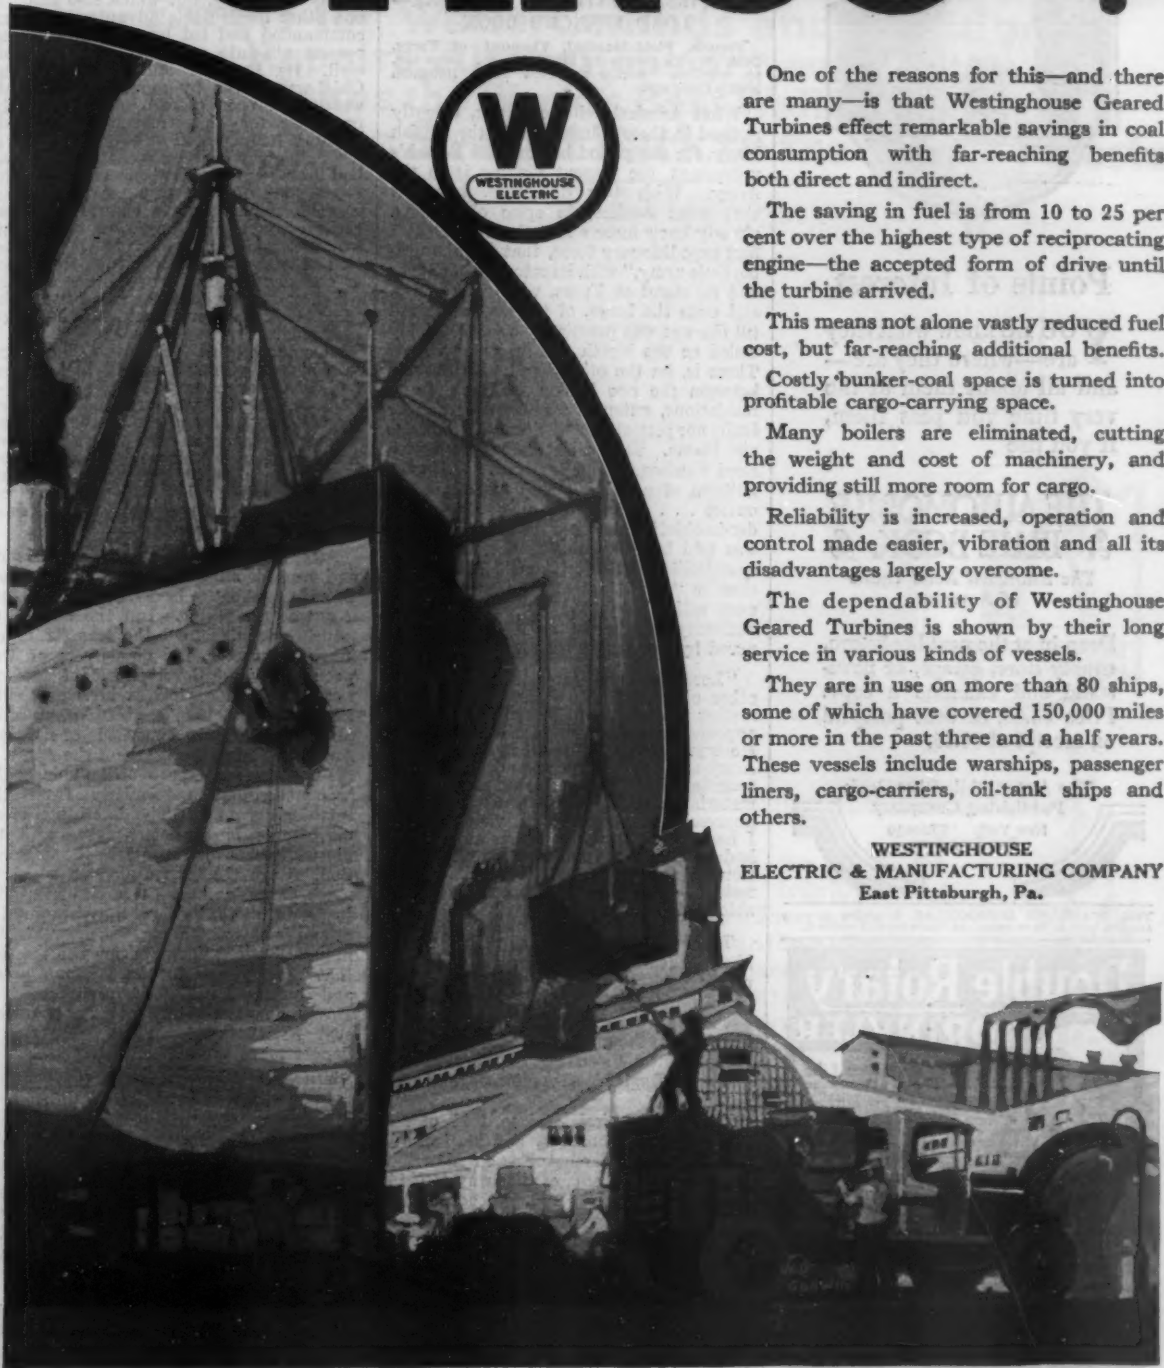 W
WESTINGHOUSE
ELECTRIC
One of the reasons for this—and there
are many—is that Westinghouse Geared
Turbines effect remarkable savings in coal
consumption with far-reaching benefits
both direct and indirect.
The saving in fuel is from 10 to 25 per
cent over the highest type of reciprocating
engine—the accepted form of drive until
the turbine arrived.
This means not alone vastly reduced fuel
cost, but far-reaching additional benefits.
Costly bunker-coal space is turned into
profitable cargo-carrying space.
Many boilers are eliminated, cutting
the weight and cost of machinery, and
providing still more room for cargo.
Reliability is increased, operation and
control made easier, vibration and all its
disadvantages largely overcome.
The dependability of Westinghouse
Geared Turbines is shown by their long
service in various kinds of vessels.
They are in use on more than 80 ships,
some of which have covered 150,000 miles
or more in the past three and a half years.
These vessels include warships, passenger
liners, cargo-carriers, oil-tank ships and
others.
WESTINGHOUSE
ELECTRIC & MANUFACTURING COMPANY
East Pittsburgh, Pa.